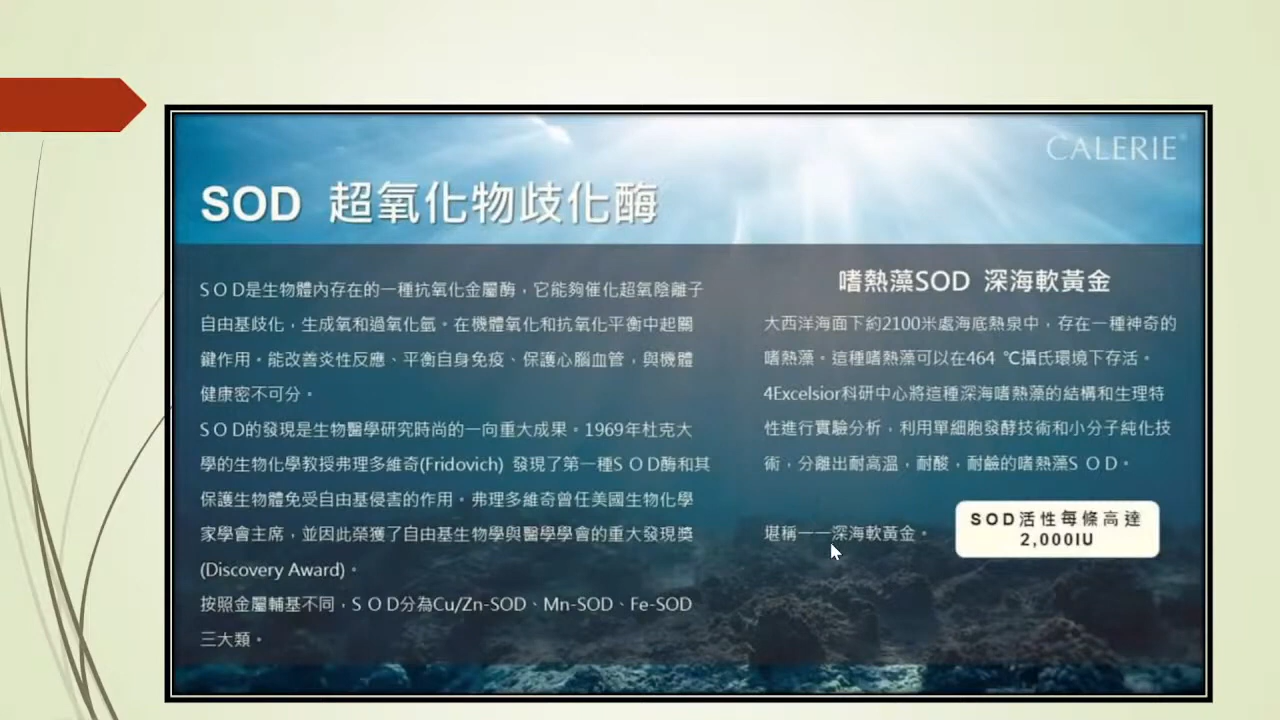 CALERIE
SOD 超氧化物歧化酶
S O D是生物體內存在的一種抗氧化金屬酶，它能夠催化超氧陰離子
自由基歧化，生成氧和過氧化氫。在機體氧化和抗氧化平衡中起關
鍵作用。能改善炎性反應、平衡自身免疫、保護心腦血管，與機體
健康密不可分。
S O D的發現是生物醫學研究時尚的一向重大成果。1969年杜克大
學的生物化學教授弗理多維奇(Fridovich) 發現了第一種S O D酶和其
保護生物體免受自由基侵害的作用。弗理多維奇曾任美國生物化學
家學會主席，並因此榮獲了自由基生物學與醫學學會的重大發現獎
(Discovery Award)。
按照金屬輔基不同，S O D分為Cu/Zn-SOD、Mn-SOD、Fe-SOD
三大類。
嗜熱藻SOD 深海軟黃金
大西洋海面下約2100米處海底熱泉中，存在一種神奇的
嗜熱藻。這種嗜熱藻可以在464 ℃攝氏環境下存活。
4Excelsior科研中心將這種深海嗜熱藻的結構和生理特
性進行實驗分析，利用單細胞發酵技術和小分子純化技
術，分離出耐高溫，耐酸，耐鹼的嗜熱藻S O D。
堪稱一一深海軟黃金。
SOD活性每條高達
2,000IU